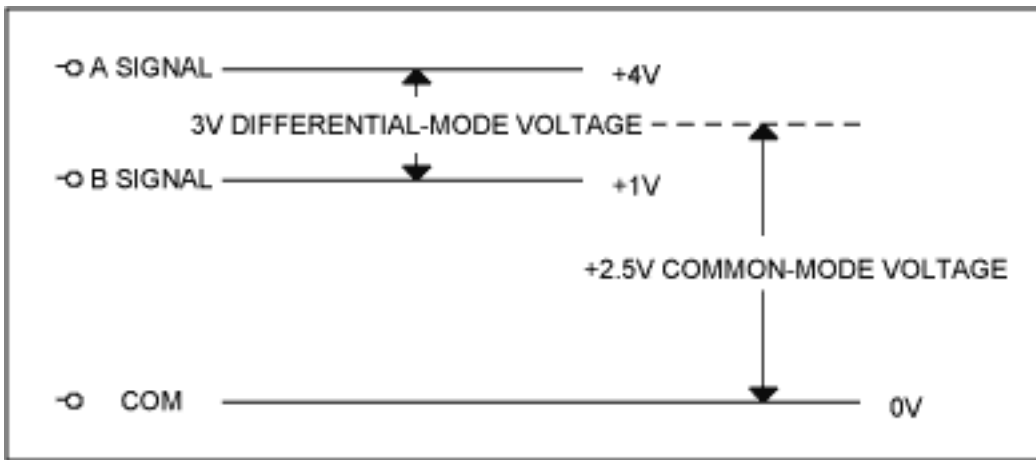 A SIGNAL +4V
3V DIFFERENTIAL-MODE VOLTAGE
B SIGNAL +1V
+2.5V COMMON-MODE VOLTAGE
COM 0V